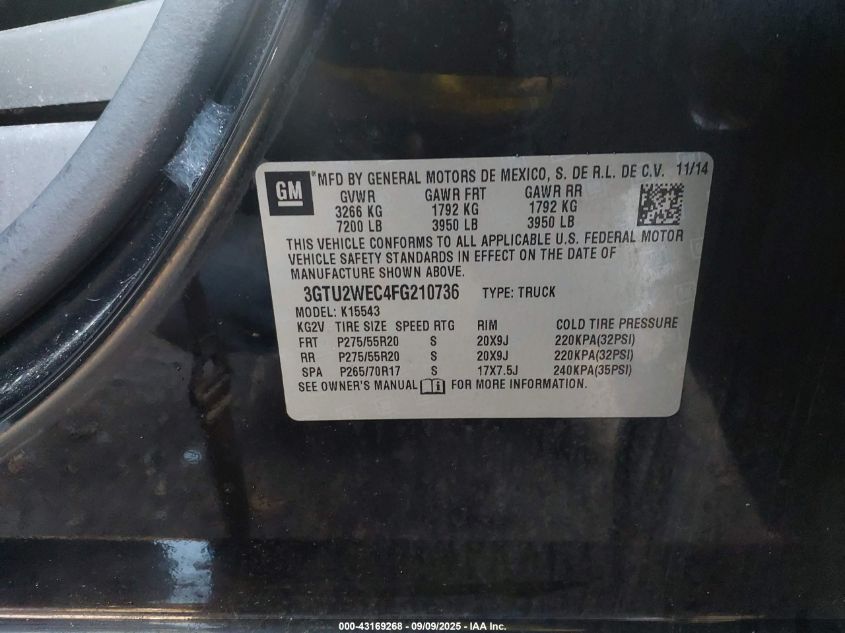 GM ® MFD BY GENERAL MOTORS DE MEXICO, S. DE R.L. DE C.V. 11/14
GVWR GAWR FRT GAWR RR
3266 KG 1792 KG 1792 KG
7200 LB 3950 LB 3950 LB
THIS VEHICLE CONFORMS TO ALL APPLICABLE U.S. FEDERAL MOTOR
VEHICLE SAFETY STANDARDS IN EFFECT ON THE DATE OF
MANUFACTURE SHOWN ABOVE.
3GTU2WEC4FG210736 TYPE: TRUCK
MODEL: K15543
KG2V TIRE SIZE SPEED RTG RIM COLD TIRE PRESSURE
FRT P275/55R20 S 20X9J 220KPA(32PSI)
RR P275/55R20 S 20X9J 220KPA(32PSI)
SPA P265/70R17 S 17X7.5J 240KPA(35PSI)
SEE OWNER'S MANUAL FOR MORE INFORMATION.
000-43169268 - 09/09/2025 - IAA Inc.